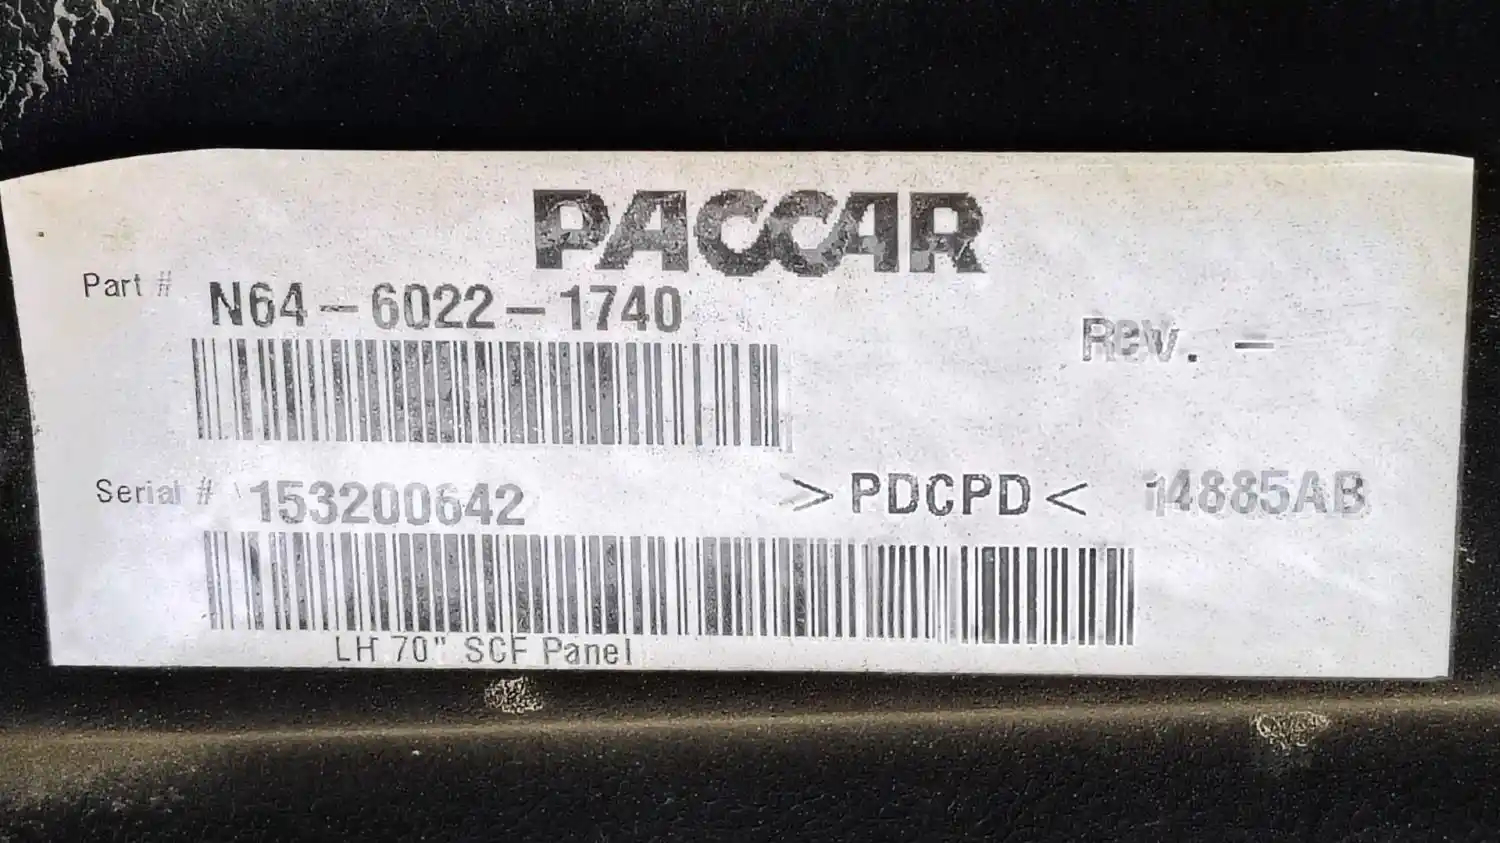 PACCAR
Part # N64-6022-1740
Rev. -
Serial # 153200642
>PDCPD< 14885AB
LH 70" SCF Panel